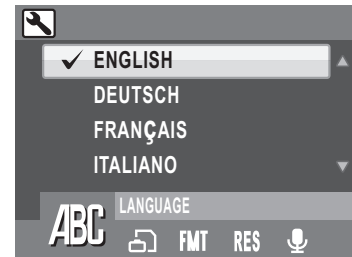 ENGLISH
DEUTSCH
FRANÇAIS
ITALIANO
LANGUAGE
ABC FMT RES